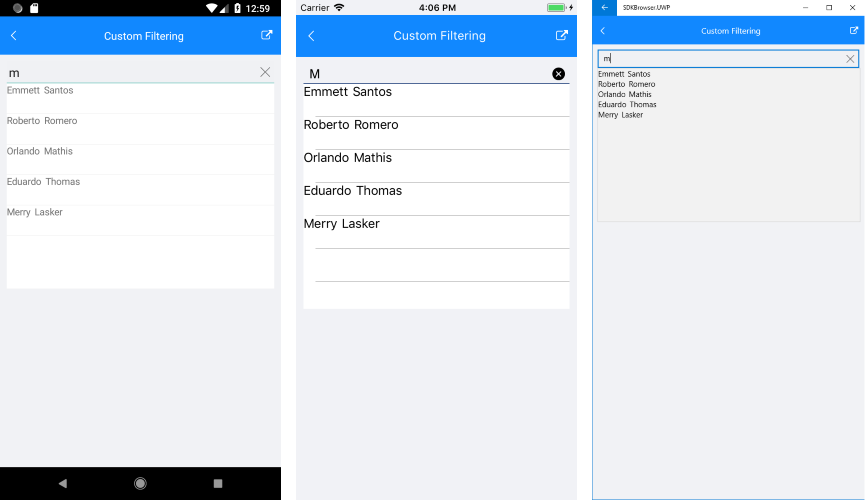 12:59
Custom Filtering
m
Emmett Santos
Roberto Romero
Orlando Mathis
Eduardo Thomas
Merry Lasker
Carrier 4:06 PM
Custom Filtering
M
Emmett Santos
Roberto Romero
Orlando Mathis
Eduardo Thomas
Merry Lasker
SDKBrowser.UWP
Custom Filtering
m
Emmett Santos
Roberto Romero
Orlando Mathis
Eduardo Thomas
Merry Lasker